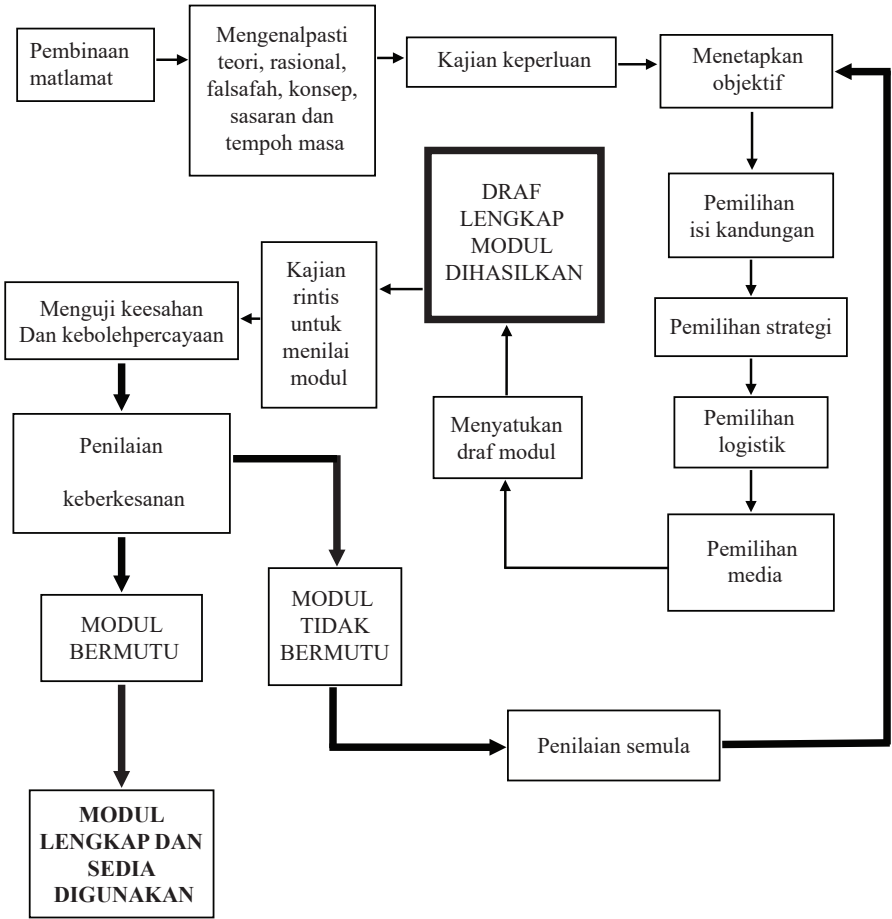 Pembinaan
matlamat
Mengenalpasti
teori, rasional,
falsafah, konsep,
sasaran dan
tempoh masa
Kajian keperluan
Menetapkan
objektif
Pemilihan
isi kandungan
Pemilihan strategi
Pemilihan
logistik
Pemilihan
media
Menyatukan
draf modul
DRAF
LENGKAP
MODUL
DIHASILKAN
Kajian
rintis
untuk
menilai
modul
Menguji keesahan
Dan kebolehpercayaan
Penilaian
keberkesanan
MODUL
BERMUTU
MODUL
TIDAK
BERMUTU
Penilaian semula
MODUL
LENGKAP DAN
SEDIA
DIGUNAKAN